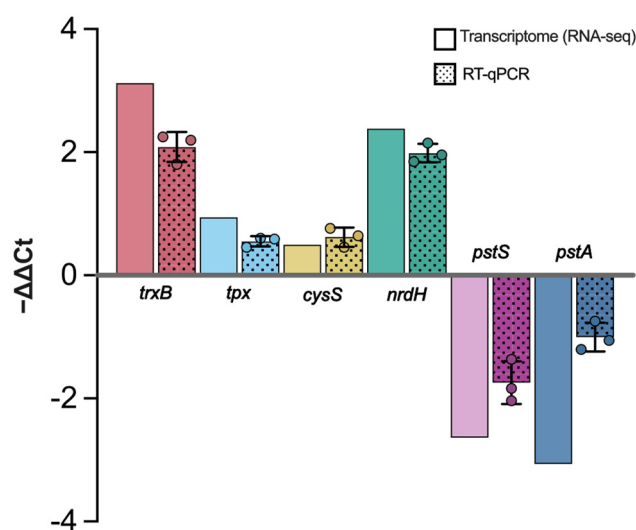 4
Transcriptome (RNA-seq)
RT-qPCR
2
pstS pstA
0
trxB tpx cysS nrdH
-2
-4
−ΔΔCt